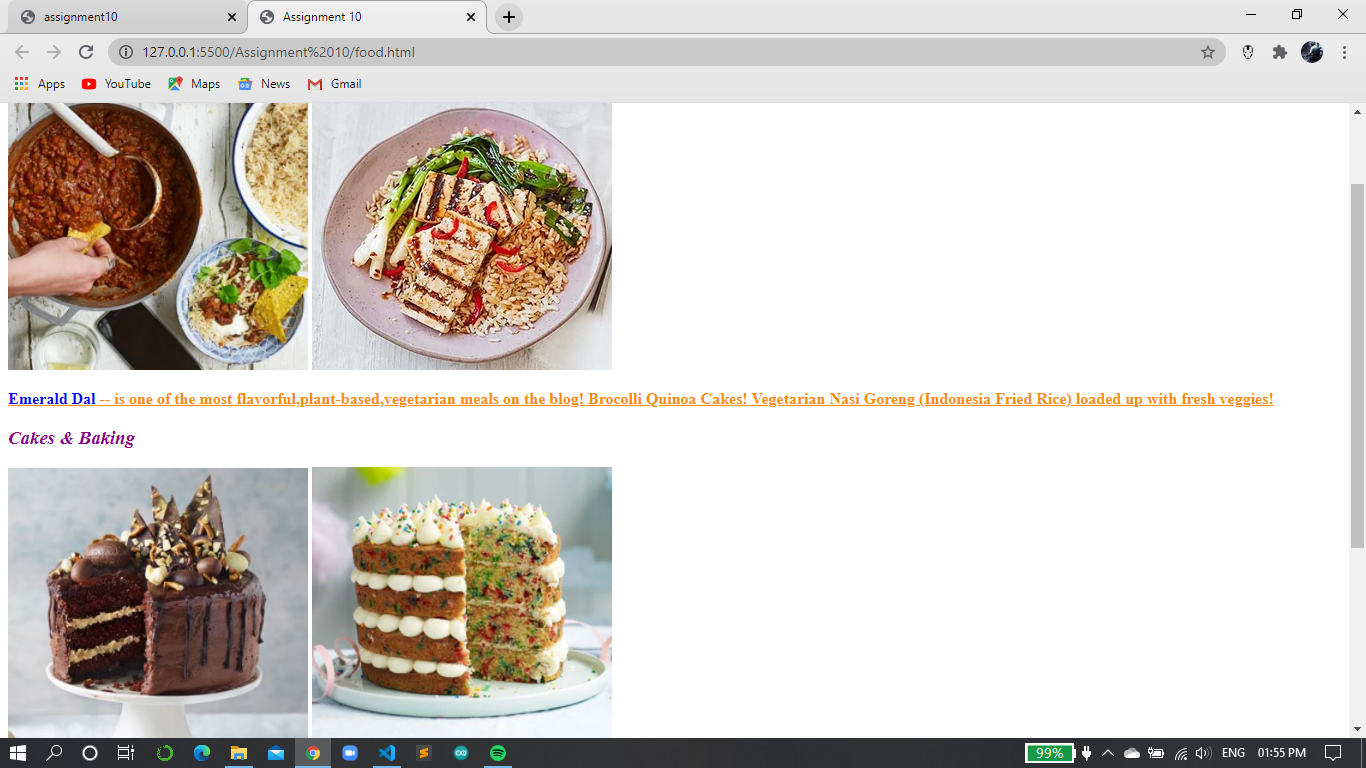 assignment10
Assignment 10
127.0.0.1:5500/Assignment%2010/food.html
Apps YouTube Maps News Gmail
Emerald Dal -- is one of the most flavorful,plant-based,vegetarian meals on the blog! Brocolli Quinoa Cakes! Vegetarian Nasi Goreng (Indonesia Fried Rice) loaded up with fresh veggies!
Cakes & Baking
99% ENG 01:55 PM